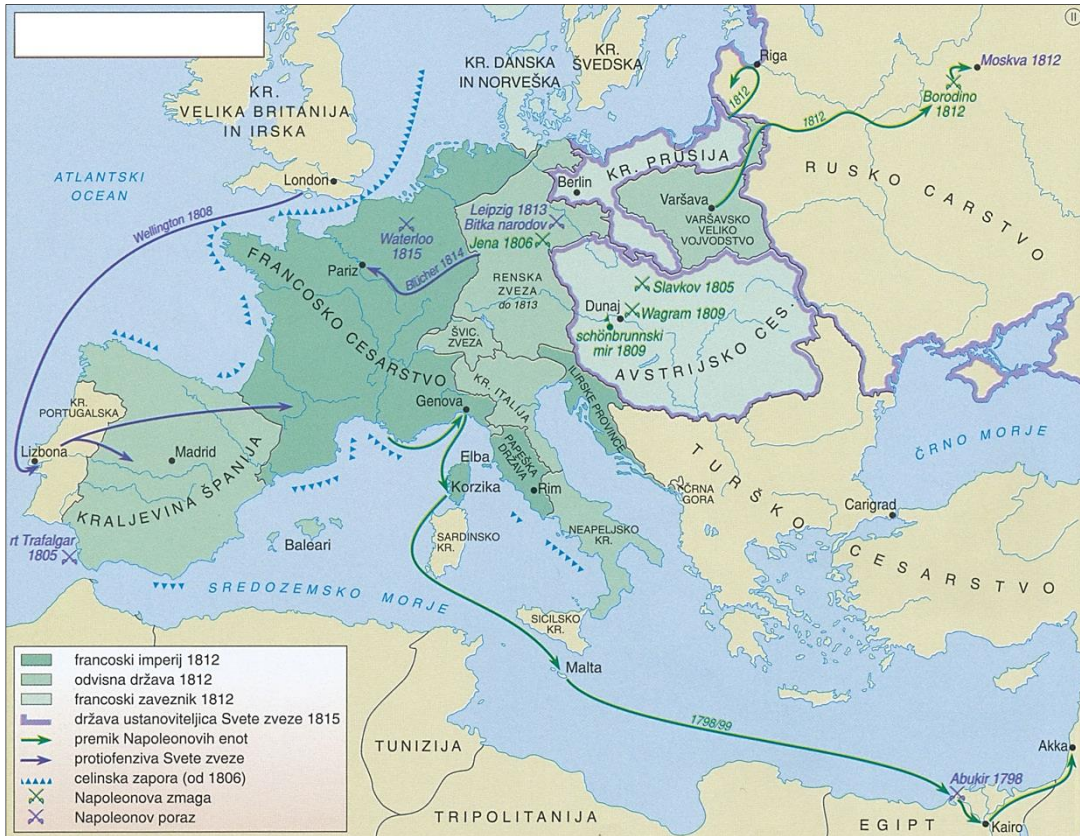 II
KR.
VELIKA BRITANIJA
IN IRSKA
KR. DANSKA
IN NORVEŠKA
KR.
ŠVEDSKA
Riga
Moskva 1812
Borodino
1812
1812
1812
ATLANTSKI
OCEAN
London
Wellington 1808
KR. PRUSIJA
Berlin
Varšava
VARŠAVSKO
VELIKO
VOJVODSTVO
RUSKO CARSTVO
Leipzig 1813
Bitka narodov
Jena 1806
Waterloo
1815
Pariz
Blücher 1814
FRANCOSKO CESARSTVO
RENSKA
ZVEZA
do 1813
Slavkov 1805
Dunaj
Wagram 1809
schönbrunnski
mir 1809
AVSTRIJSKO CES.
ŠVIC.
ZVEZA
KR. ITALIJA
ILIRSKE PROVINCE
Genova
KR.
PORTUGALSKA
Lizbona
Madrid
KRALJEVINA ŠPANIJA
Elba
Korzika
PAPEŠKA
DRŽAVA
Rim
ČRNA
GORA
TURŠKO
CESARSTVO
ČRNO MORJE
Carigrad
rt Trafalgar
1805
Baleari
SARDINSKO
KR.
NEAPELJSKO
KR.
SREDOZEMSKO MORJE
SICILSKO
KR.
Malta
1798/99
TUNIZIJA
TRIPOLITANIJA
Abukir 1798
Akka
EGIPT
Kairo
francoski imperij 1812
odvisna država 1812
francoski zaveznik 1812
država ustanoviteljica Svete zveze 1815
premik Napoleonovih enot
protiofenziva Svete zveze
celinska zapora (od 1806)
Napoleonova zmaga
Napoleonov poraz